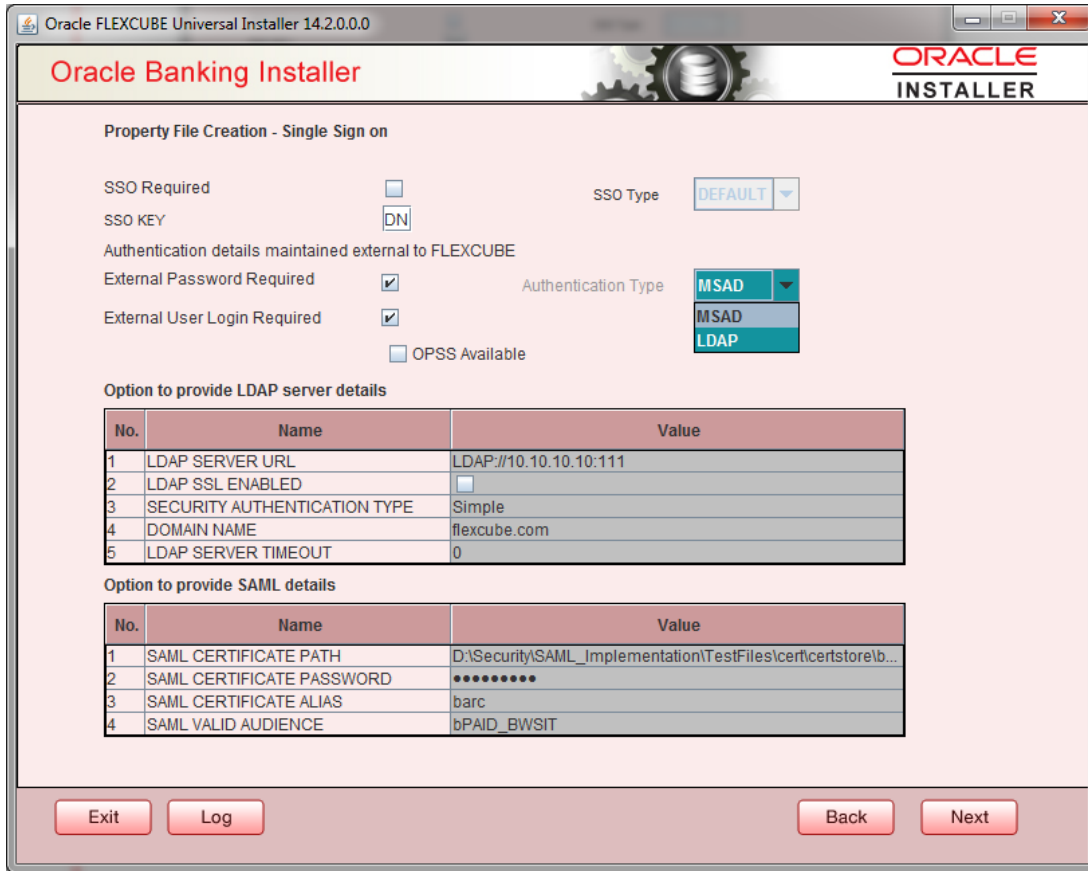 Oracle FLEXCUBE Universal Installer 14.2.0.0.0
Oracle Banking Installer
ORACLE
INSTALLER
Property File Creation - Single Sign on
SSO Required
SSO Type DEFAULT
SSO KEY DN
Authentication details maintained external to FLEXCUBE
External Password Required
Authentication Type MSAD
External User Login Required
MSAD
LDAP
OPSS Available
Option to provide LDAP server details
No. Name Value
1 LDAP SERVER URL LDAP://10.10.10.10:111
2 LDAP SSL ENABLED
3 SECURITY AUTHENTICATION TYPE Simple
4 DOMAIN NAME flexcube.com
5 LDAP SERVER TIMEOUT 0
Option to provide SAML details
No. Name Value
1 SAML CERTIFICATE PATH D:\Security\SAML_Implementation\TestFiles\cert\certstore\b...
2 SAML CERTIFICATE PASSWORD •••••••••
3 SAML CERTIFICATE ALIAS barc
4 SAML VALID AUDIENCE bPAID_BWSIT
Exit Log Back Next